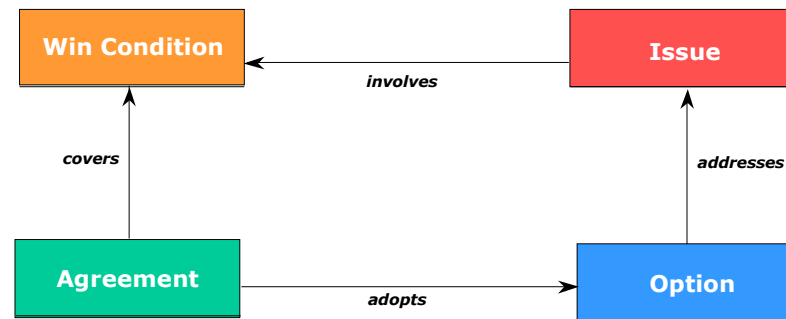 Win Condition
Issue
involves
covers
addresses
Agreement
Option
adopts